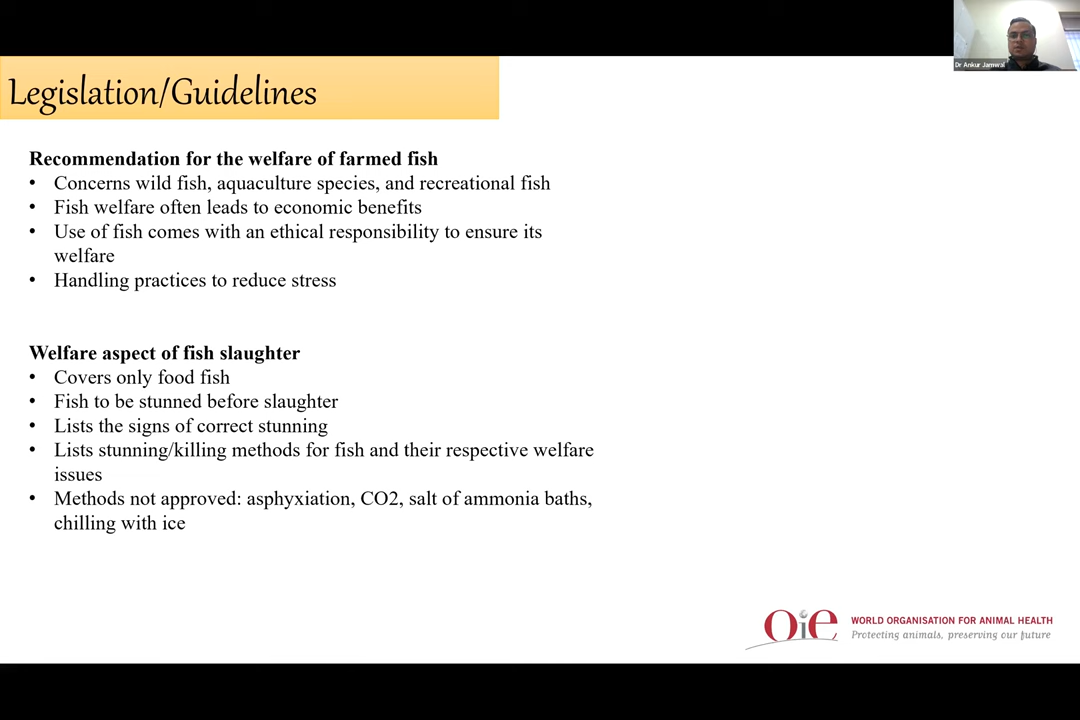 Dr Ankur Jamwal
Legislation/Guidelines
Recommendation for the welfare of farmed fish
• Concerns wild fish, aquaculture species, and recreational fish
• Fish welfare often leads to economic benefits
• Use of fish comes with an ethical responsibility to ensure its
welfare
• Handling practices to reduce stress
Welfare aspect of fish slaughter
• Covers only food fish
• Fish to be stunned before slaughter
• Lists the signs of correct stunning
• Lists stunning/killing methods for fish and their respective welfare
issues
• Methods not approved: asphyxiation, CO2, salt of ammonia baths,
chilling with ice
oie
WORLD ORGANISATION FOR ANIMAL HEALTH
Protecting animals, preserving our future